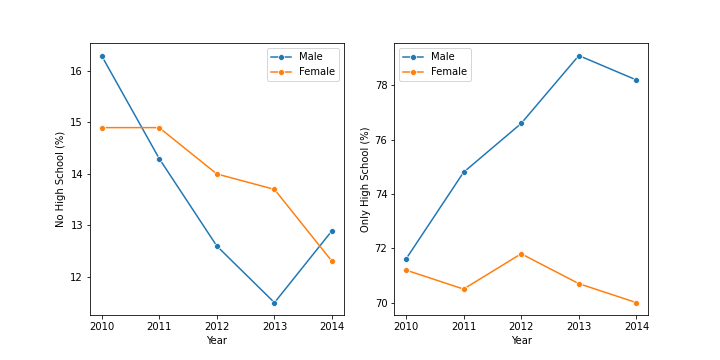 Male
Female
16
15
14
13
12
No High School (%)
2010 2011 2012 2013 2014
Year
Male
Female
78
76
74
72
70
Only High School (%)
2010 2011 2012 2013 2014
Year